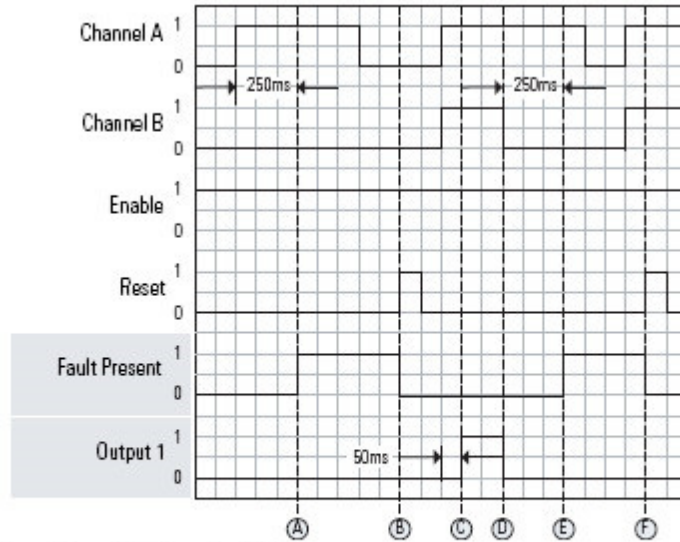 Channel A
1
0
250ms
250ms
Channel B
1
0
Enable
1
0
Reset
1
0
Fault Present
1
0
Output 1
1
0
50ms
A B C D E F